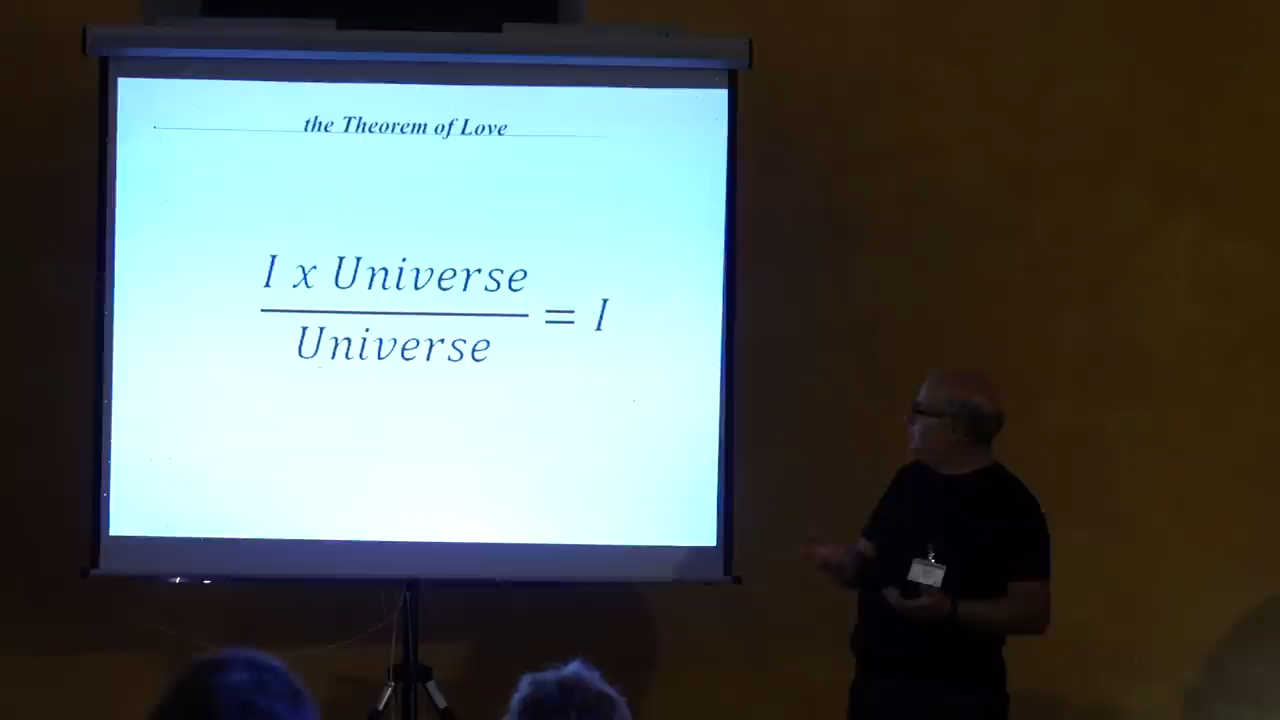 the Theorem of Love
I x Universe
Universe
= I